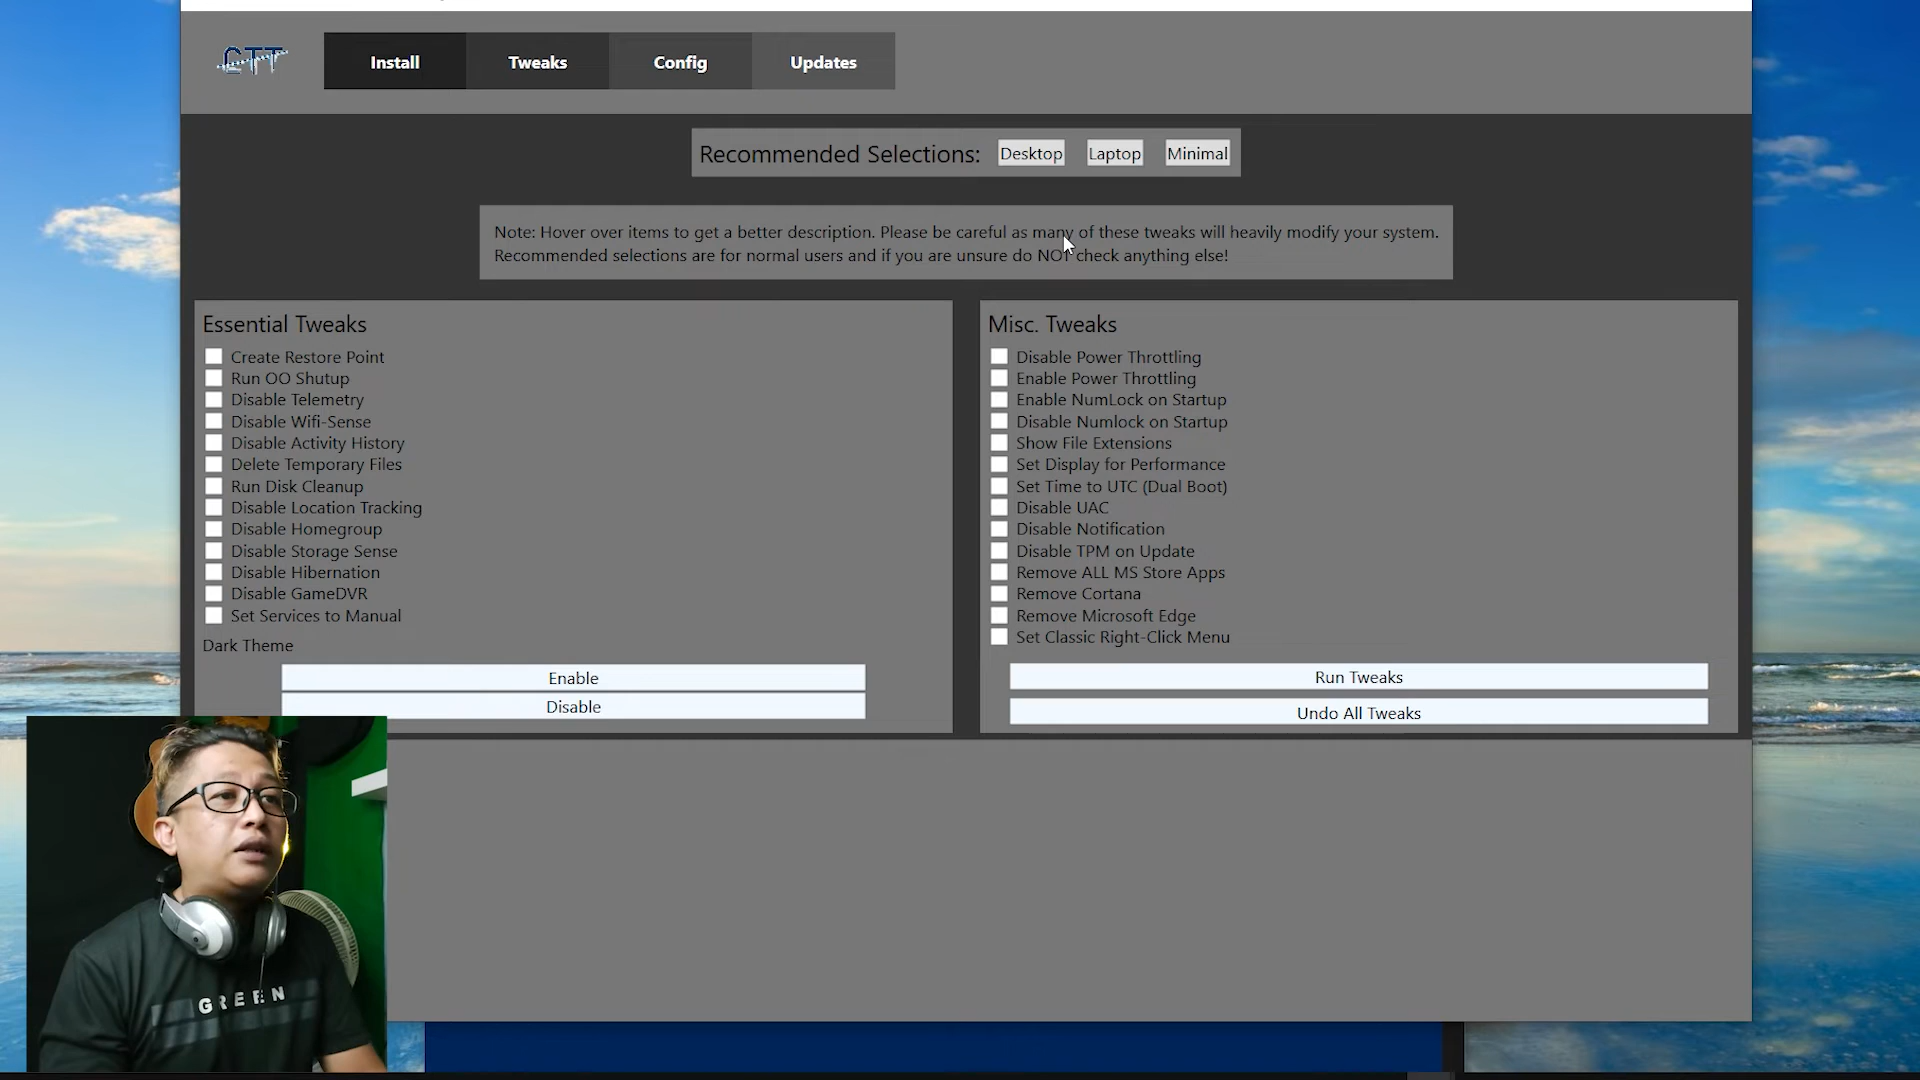 CTT
Install
Tweaks
Config
Updates
Recommended Selections:
Desktop
Laptop
Minimal
Note: Hover over items to get a better description. Please be careful as many of these tweaks will heavily modify your system.
Recommended selections are for normal users and if you are unsure do NOT check anything else!
Essential Tweaks
Create Restore Point
Run OO Shutup
Disable Telemetry
Disable Wifi-Sense
Disable Activity History
Delete Temporary Files
Run Disk Cleanup
Disable Location Tracking
Disable Homegroup
Disable Storage Sense
Disable Hibernation
Disable GameDVR
Set Services to Manual
Dark Theme
Enable
Disable
Misc. Tweaks
Disable Power Throttling
Enable Power Throttling
Enable NumLock on Startup
Disable Numlock on Startup
Show File Extensions
Set Display for Performance
Set Time to UTC (Dual Boot)
Disable UAC
Disable Notification
Disable TPM on Update
Remove ALL MS Store Apps
Remove Cortana
Remove Microsoft Edge
Set Classic Right-Click Menu
Run Tweaks
Undo All Tweaks
GREEN